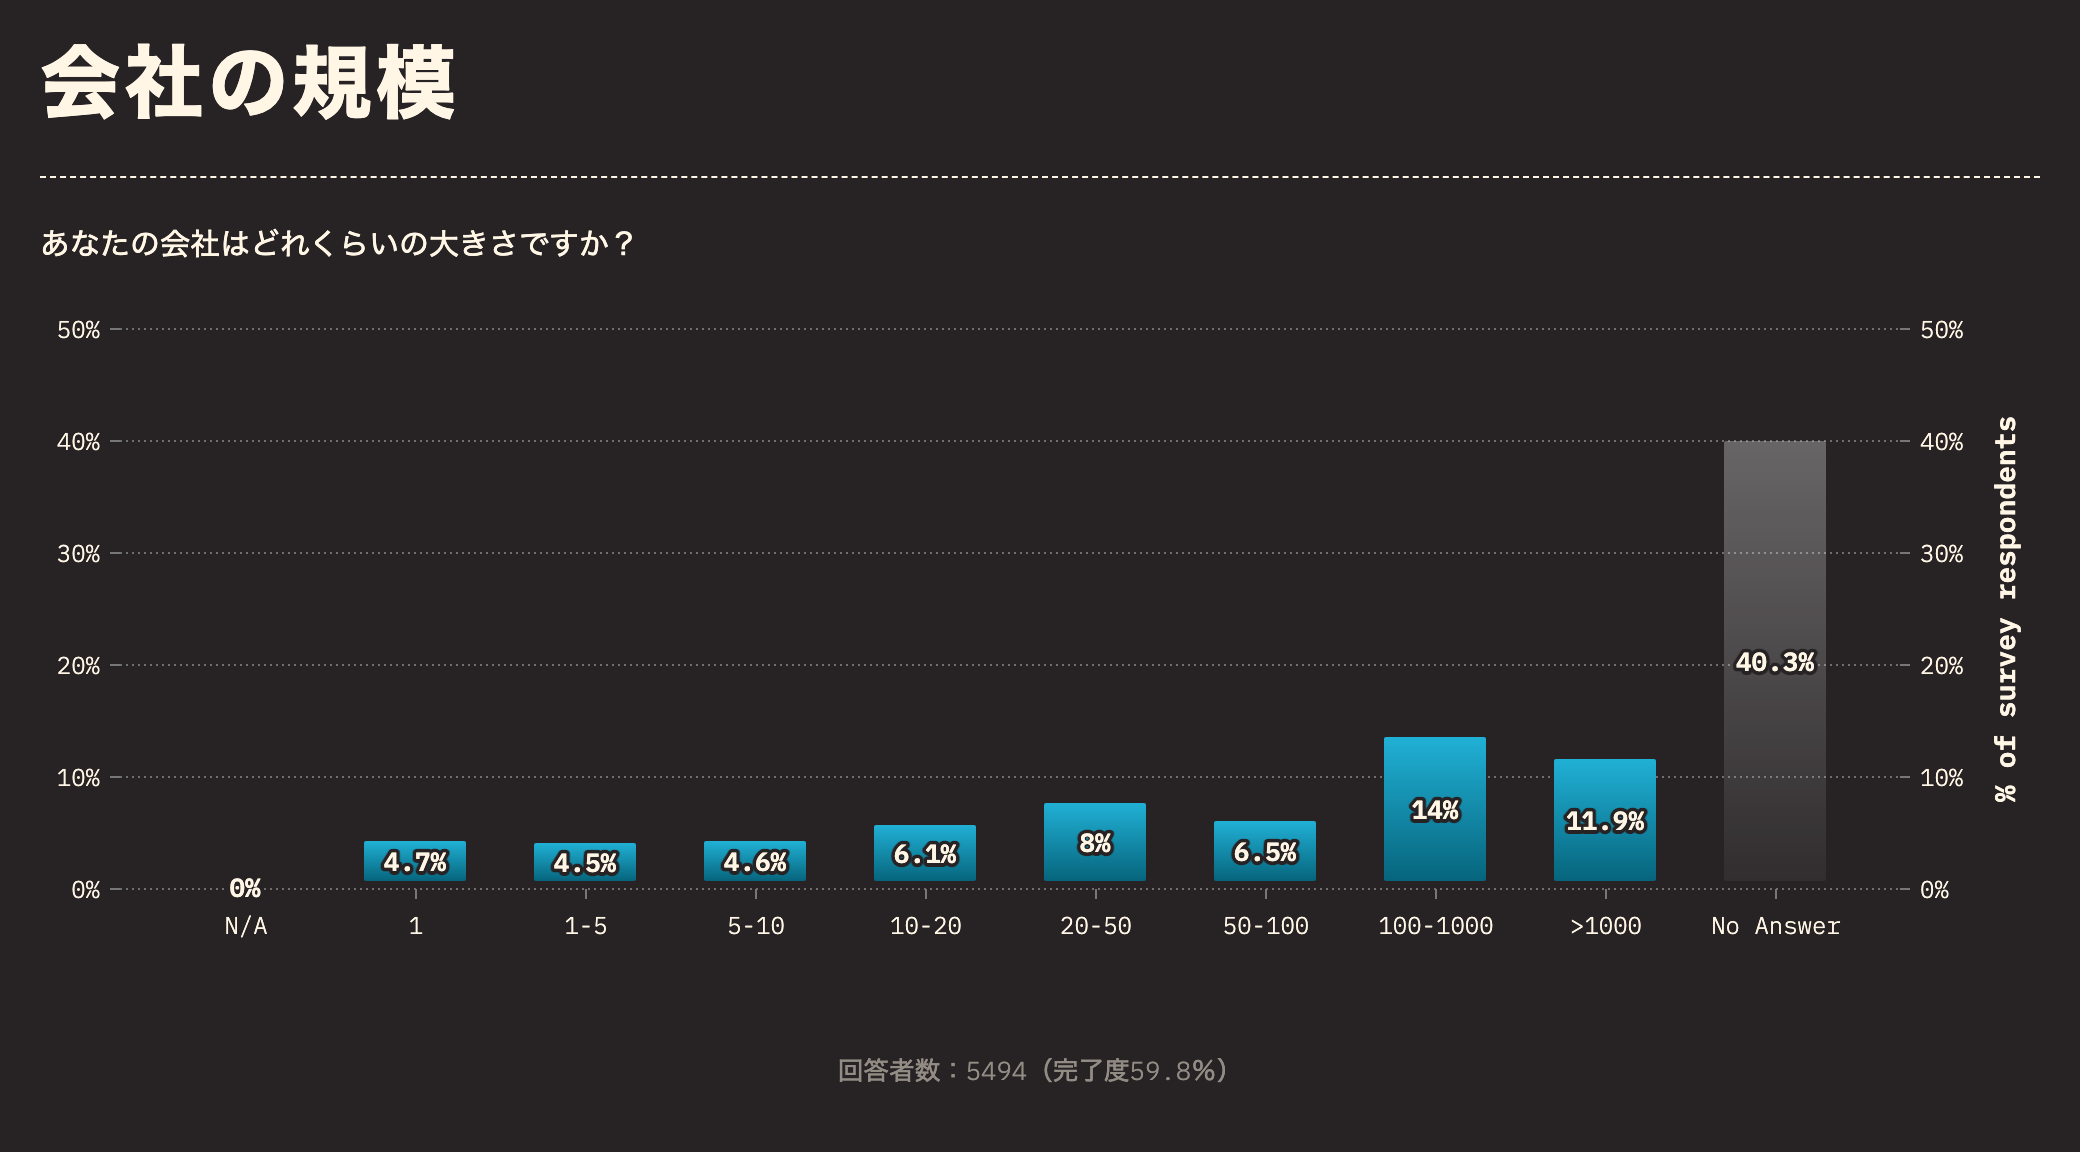 会社の規模
あなたの会社はどれくらいの大きさですか？
50% 50%
40% 40%
30% 30%
20% 20%
10% 10%
0% 0%
% of survey respondents
0% 4.7% 4.5% 4.6% 6.1% 8% 6.5% 14% 11.9% 40.3%
N/A 1 1-5 5-10 10-20 20-50 50-100 100-1000 >1000 No Answer
回答者数：5494（完了度59.8%）